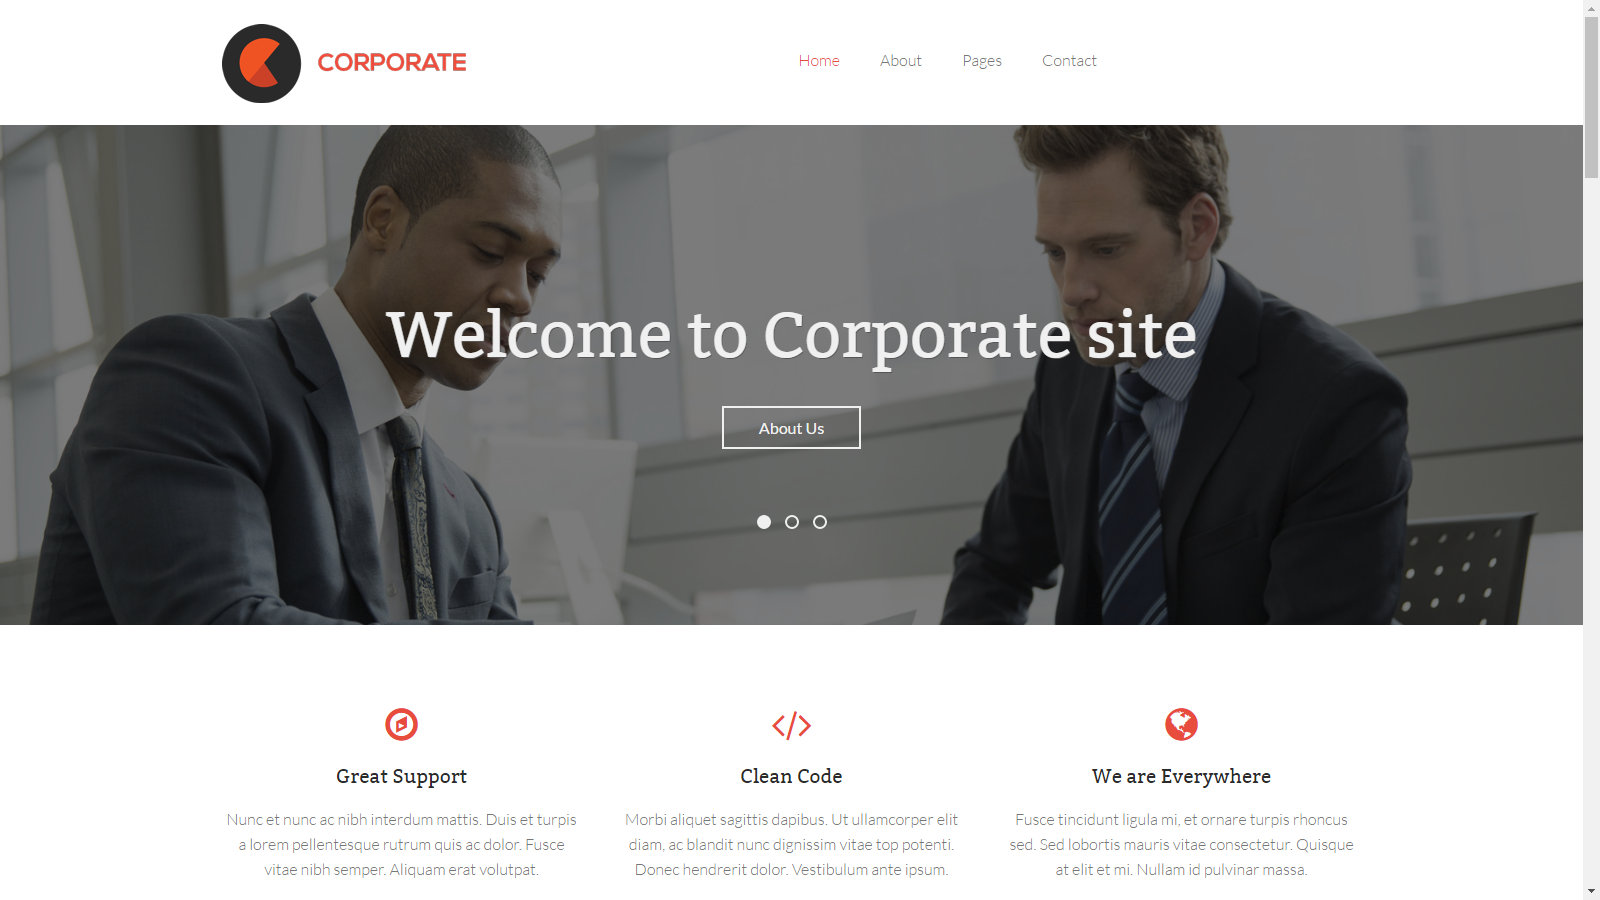 CORPORATE
Home About Pages Contact
Welcome to Corporate site
About Us
Great Support
Nunc et nunc ac nibh interdum mattis. Duis et turpis
a lorem pellentesque rutrum quis ac dolor. Fusce
vitae nibh semper. Aliquam erat volutpat.
Clean Code
Morbi aliquet sagittis dapibus. Ut ullamcorper elit
diam, ac blandit nunc dignissim vitae top potenti.
Donec hendrerit dolor. Vestibulum ante ipsum.
We are Everywhere
Fusce tincidunt ligula mi, et ornare turpis rhoncus
sed. Sed lobortis mauris vitae consectetur. Quisque
at elit et mi. Nullam id pulvinar massa.